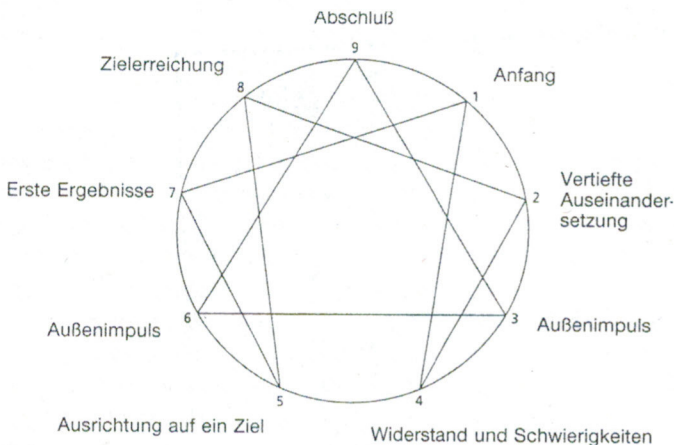 Abschluß
9
Zielerreichung
8
Anfang
1
Erste Ergebnisse
7
2
Vertiefte
Auseinander-
setzung
Außenimpuls
6
3
Außenimpuls
5
4
Ausrichtung auf ein Ziel
Widerstand und Schwierigkeiten